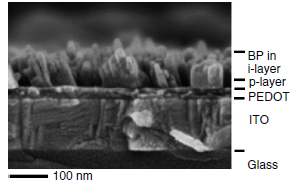 BP in
i-layer
p-layer
PEDOT
ITO
Glass
100 nm